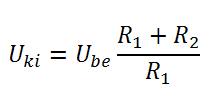 U_ki = U_be (R_1 + R_2) / R_1